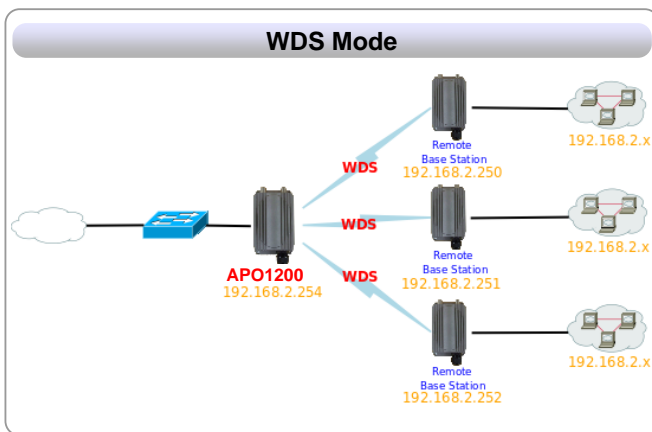 WDS Mode
WDS
Remote
Base Station
192.168.2.250
192.168.2.x
WDS
Remote
Base Station
192.168.2.251
192.168.2.x
APO1200
192.168.2.254
WDS
Remote
Base Station
192.168.2.252
192.168.2.x